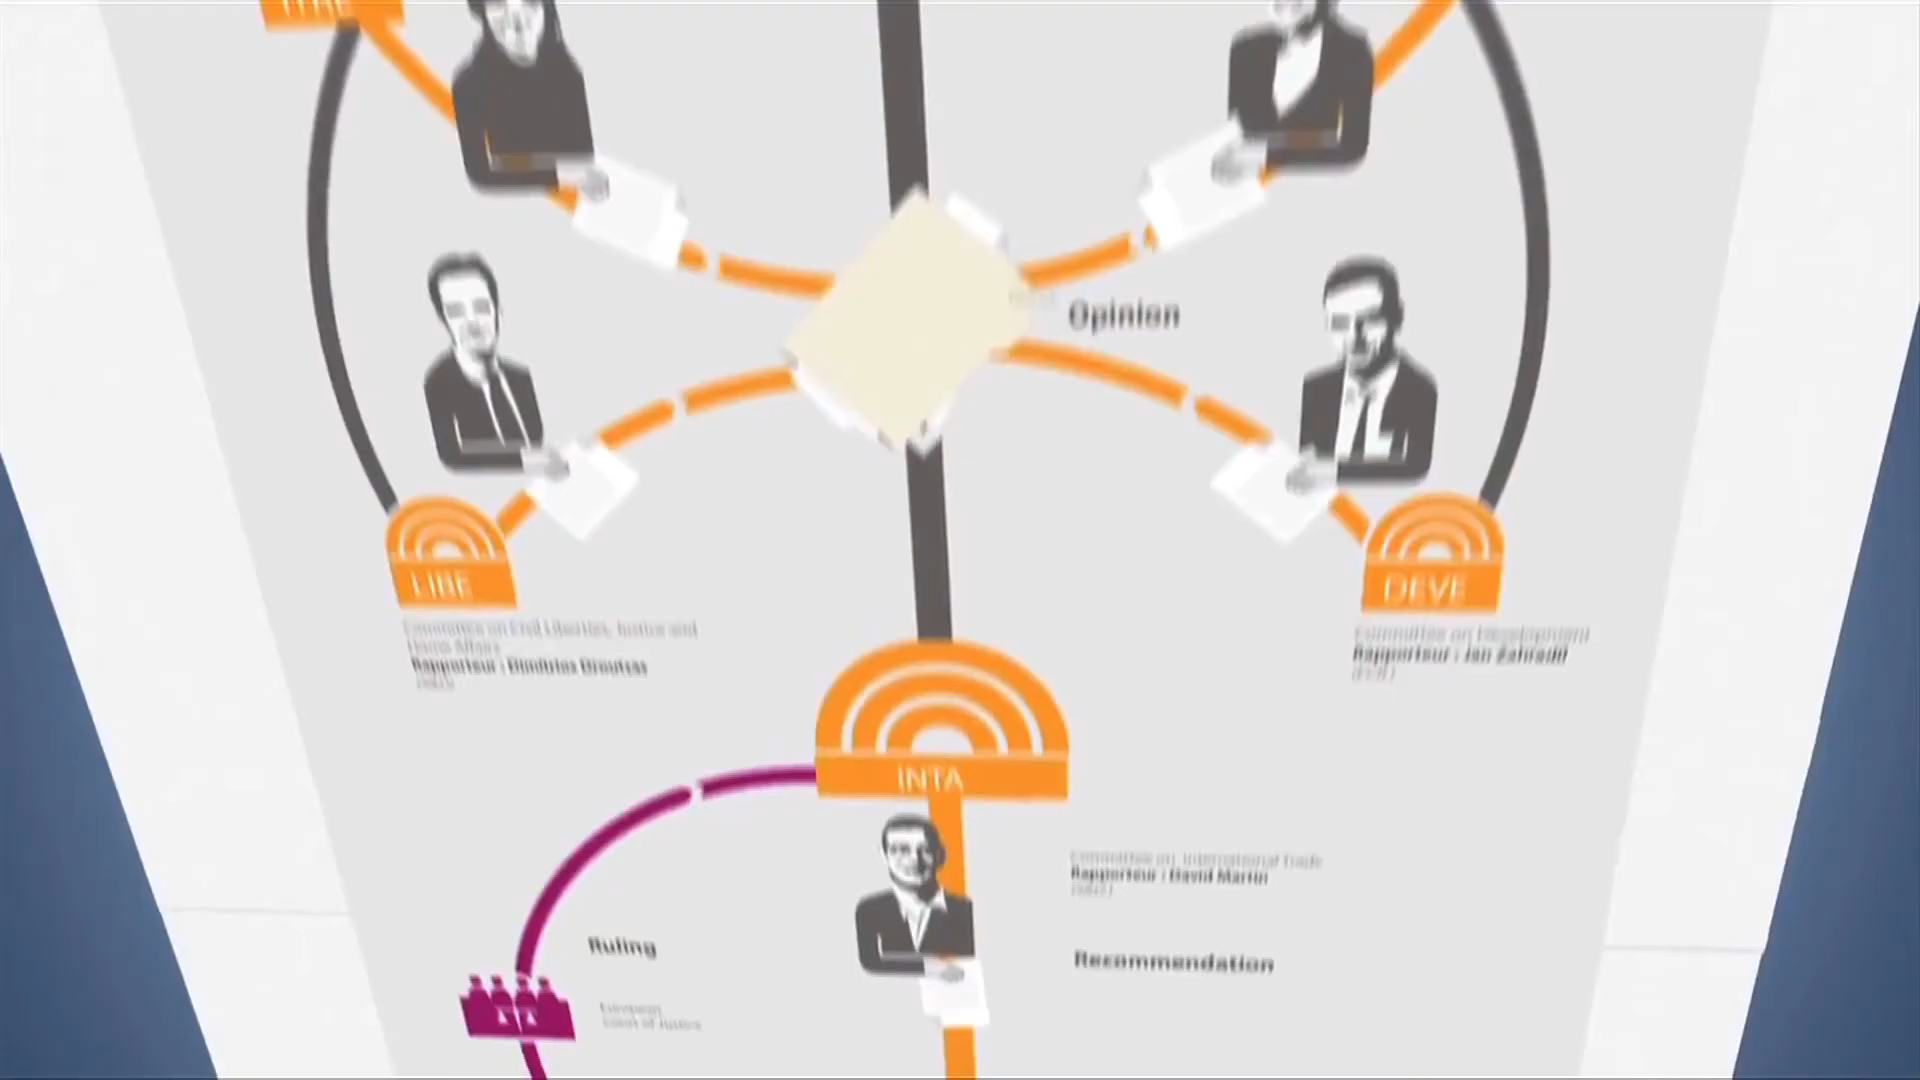 Opinion
LIBE
DEVE
Committee on Civil Liberties, Justice and
Home Affairs
Rapporteur : Dimitrios Droutsas
(S&D)
Committee on Development
Rapporteur : Jan Zahradil
(ECR)
INTA
Committee on International Trade
Rapporteur : David Martin
(S&D)
Ruling
Recommendation
European
Court of Justice